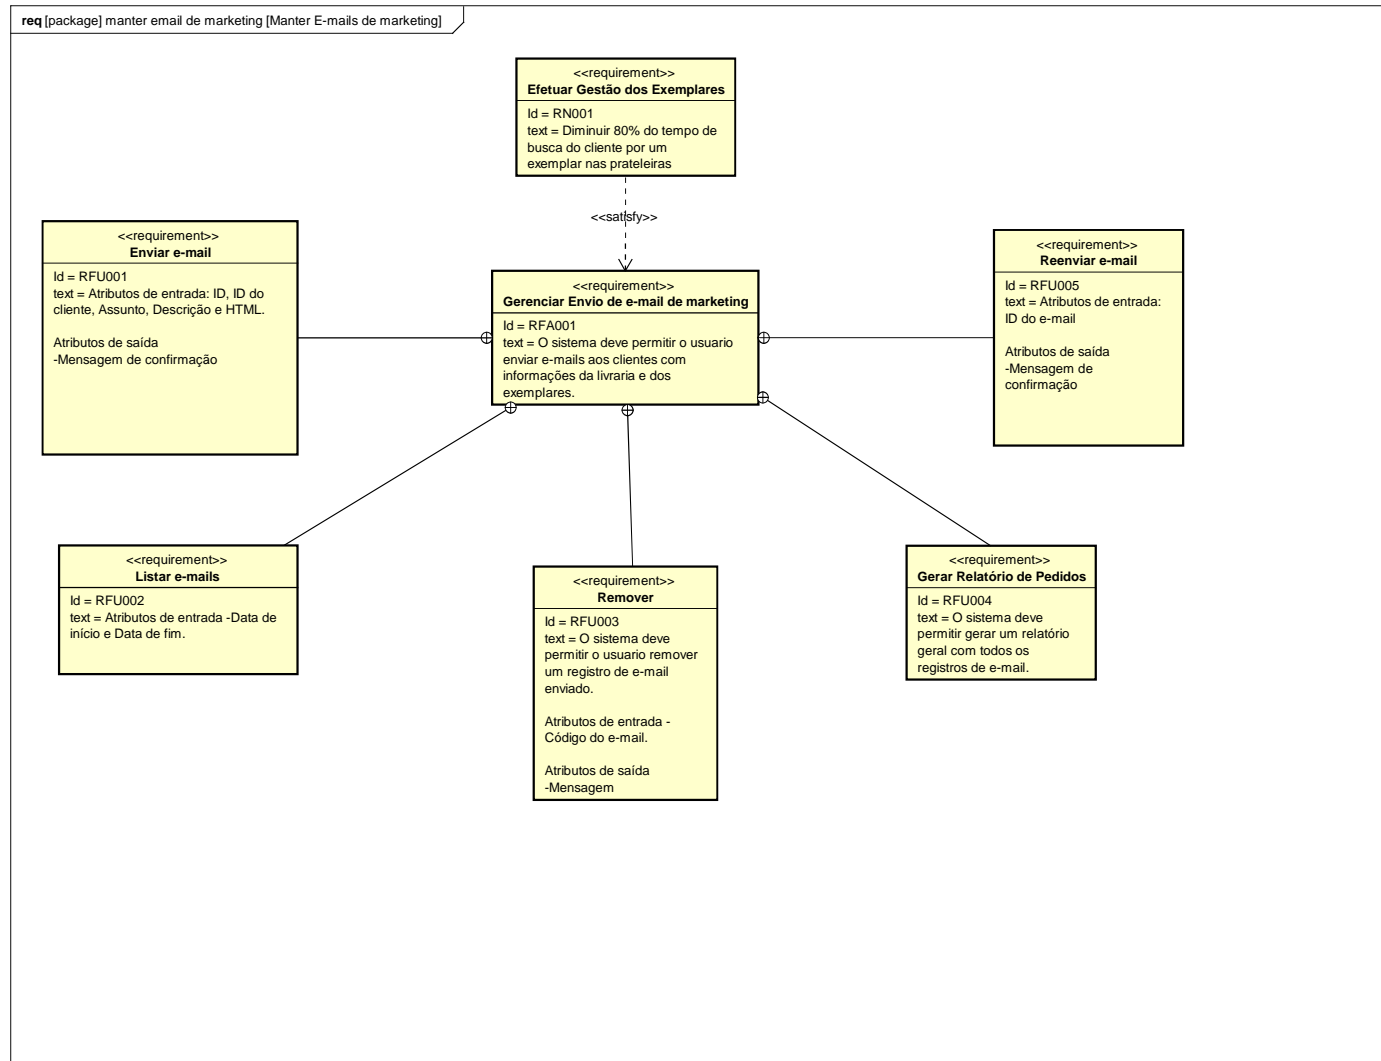 req [package] manter email de marketing [Manter E-mails de marketing]
<<requirement>>
Efetuar Gestão dos Exemplares
Id = RN001
text = Diminuir 80% do tempo de
busca do cliente por um
exemplar nas prateleiras
<<satisfy>>
<<requirement>>
Enviar e-mail
Id = RFU001
text = Atributos de entrada: ID, ID do
cliente, Assunto, Descrição e HTML.
Atributos de saída
-Mensagem de confirmação
<<requirement>>
Gerenciar Envio de e-mail de marketing
Id = RFA001
text = O sistema deve permitir o usuario
enviar e-mails aos clientes com
informações da livraria e dos
exemplares.
<<requirement>>
Reenviar e-mail
Id = RFU005
text = Atributos de entrada:
ID do e-mail
Atributos de saída
-Mensagem de
confirmação
<<requirement>>
Listar e-mails
Id = RFU002
text = Atributos de entrada -Data de
início e Data de fim.
<<requirement>>
Remover
Id = RFU003
text = O sistema deve
permitir o usuario remover
um registro de e-mail
enviado.
Atributos de entrada -
Código do e-mail.
Atributos de saída
-Mensagem
<<requirement>>
Gerar Relatório de Pedidos
Id = RFU004
text = O sistema deve
permitir gerar um relatório
geral com todos os
registros de e-mail.